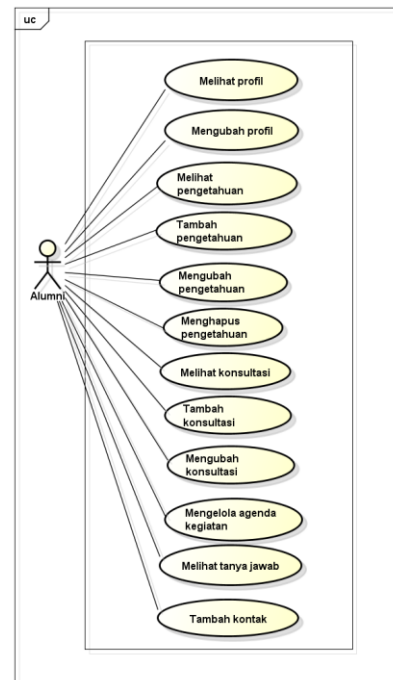 uc
Melihat profil
Mengubah profil
Melihat
pengetahuan
Tambah
pengetahuan
Alumni
Mengubah
pengetahuan
Menghapus
pengetahuan
Melihat konsultasi
Tambah
konsultasi
Mengubah
konsultasi
Mengelola agenda
kegiatan
Melihat tanya jawab
Tambah kontak